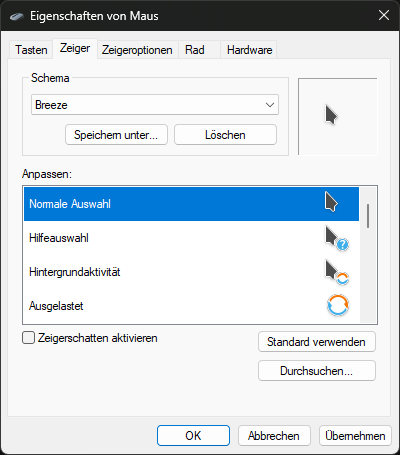 Eigenschaften von Maus
Tasten Zeiger Zeigeroptionen Rad Hardware
Schema
Breeze
Speichern unter... Löschen
Anpassen:
Normale Auswahl
Hilfeauswahl
?
Hintergrundaktivität
Ausgelastet
Zeigerschatten aktivieren
Standard verwenden
Durchsuchen...
OK Abbrechen Übernehmen